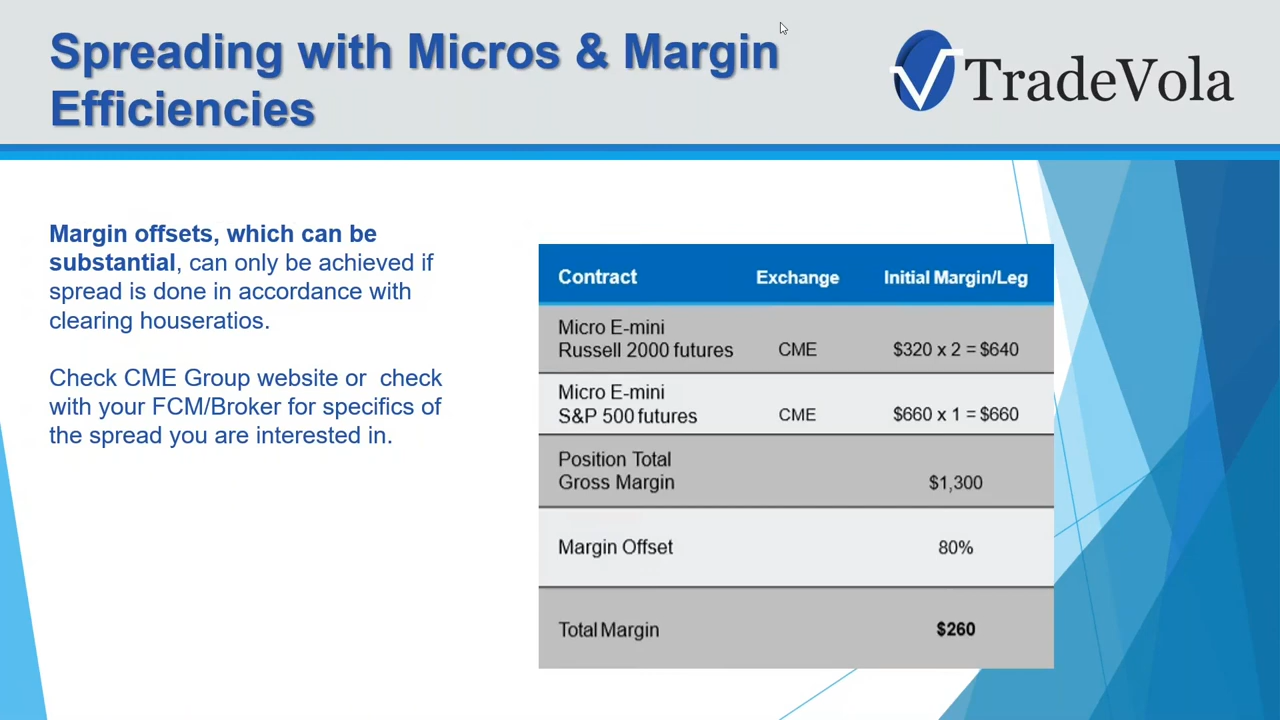 Spreading with Micros & Margin
Efficiencies
TradeVola
Margin offsets, which can be
substantial, can only be achieved if
spread is done in accordance with
clearing houseratios.
Check CME Group website or  check
with your FCM/Broker for specifics of
the spread you are interested in.
Contract Exchange Initial Margin/Leg
Micro E-mini
Russell 2000 futures CME $320 x 2 = $640
Micro E-mini
S&P 500 futures CME $660 x 1 = $660
Position Total
Gross Margin $1,300
Margin Offset 80%
Total Margin $260